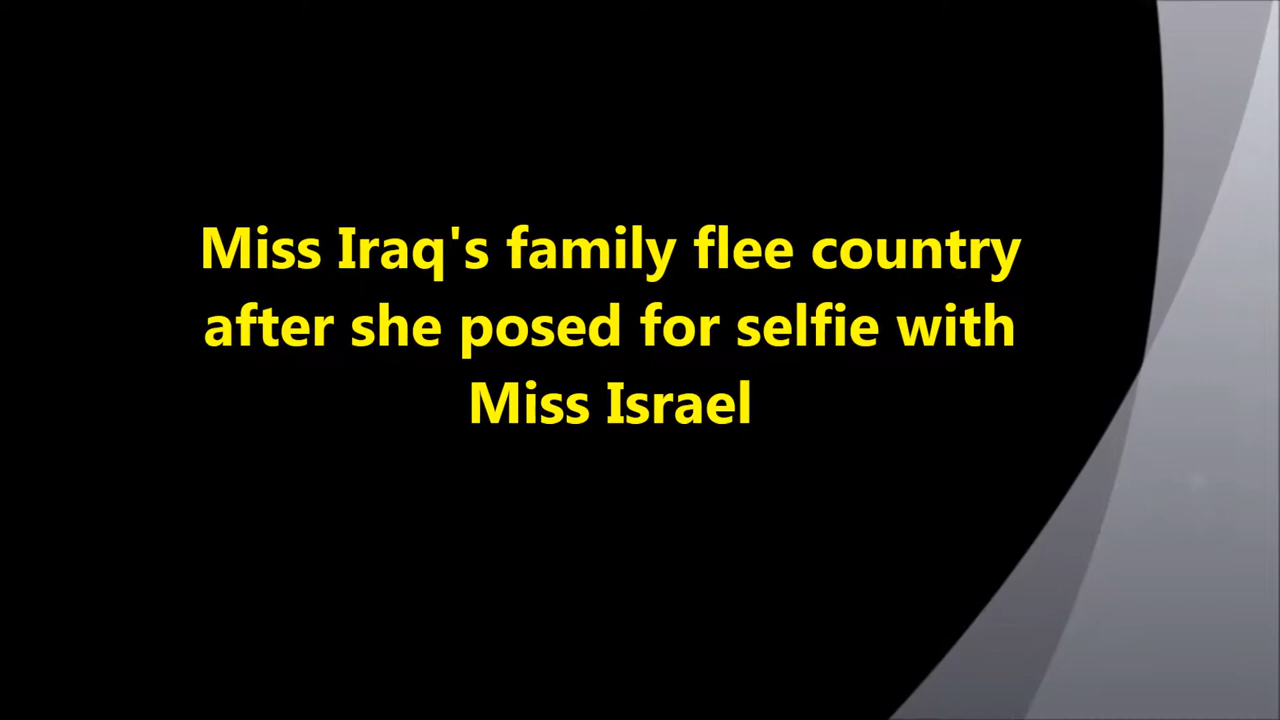 Miss Iraq's family flee country
after she posed for selfie with
Miss Israel